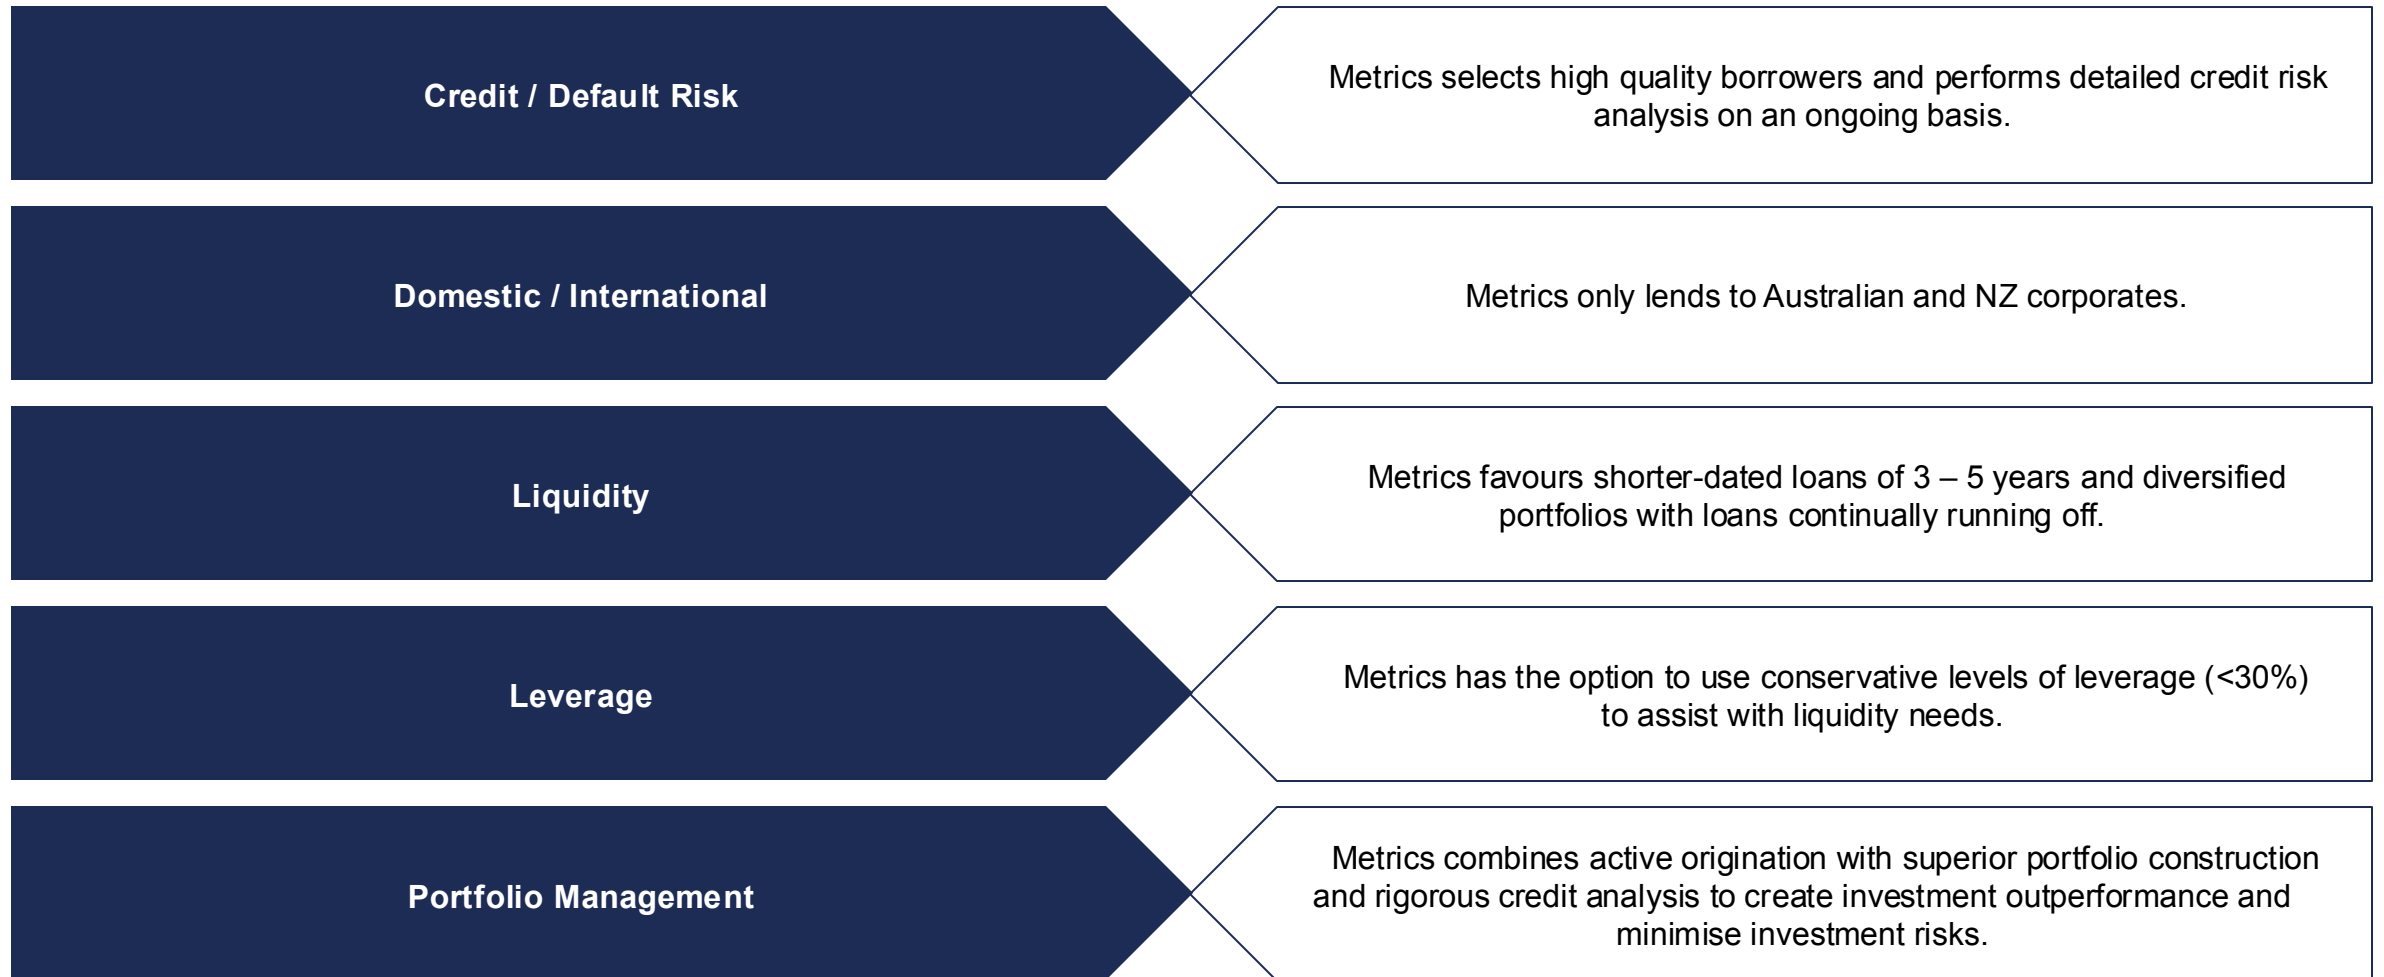 Credit / Default Risk
Metrics selects high quality borrowers and performs detailed credit risk
analysis on an ongoing basis.
Domestic / International
Metrics only lends to Australian and NZ corporates.
Liquidity
Metrics favours shorter-dated loans of 3 – 5 years and diversified
portfolios with loans continually running off.
Leverage
Metrics has the option to use conservative levels of leverage (<30%)
to assist with liquidity needs.
Portfolio Management
Metrics combines active origination with superior portfolio construction
and rigorous credit analysis to create investment outperformance and
minimise investment risks.